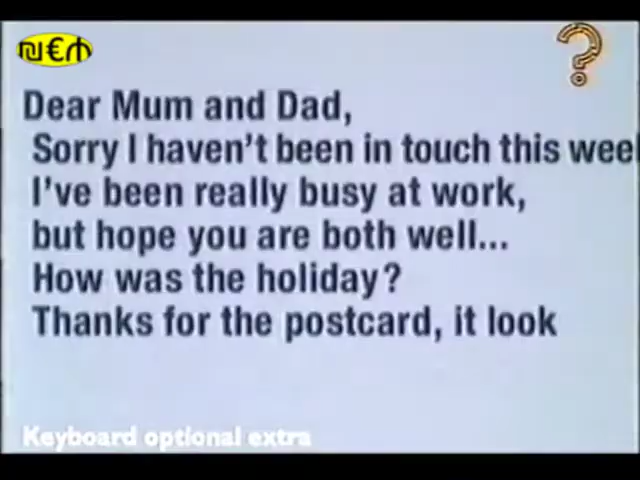 ?
Dear Mum and Dad,
Sorry I haven't been in touch this wee
I've been really busy at work,
but hope you are both well...
How was the holiday?
Thanks for the postcard, it look
Keyboard optional extra